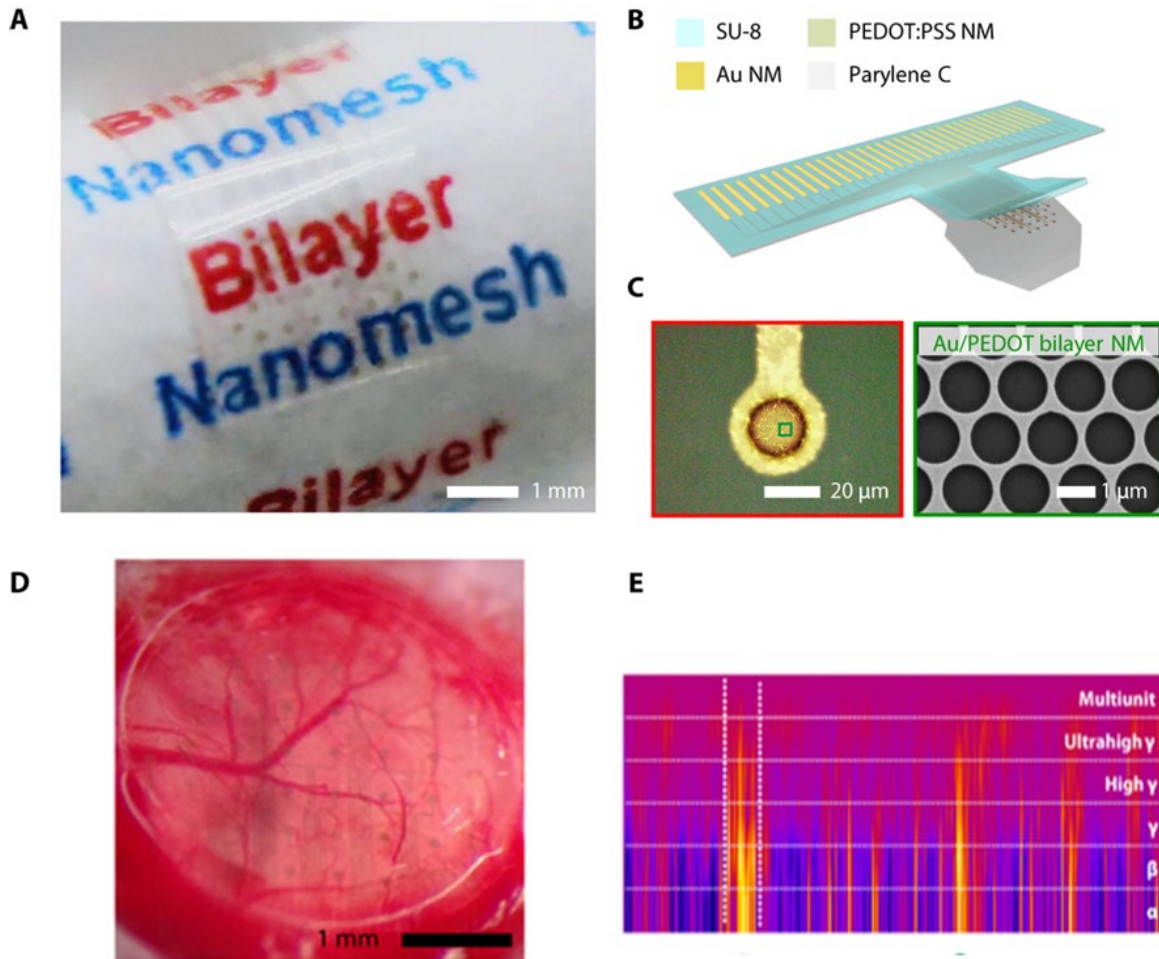 A
Bilayer
Nanomesh
Bilayer
Nanomesh
Bilayer
1 mm
B
SU-8
PEDOT:PSS NM
Au NM
Parylene C
C
20 µm
Au/PEDOT bilayer NM
1 µm
D
1 mm
E
Multiunit
Ultrahigh γ
High γ
γ
β
α